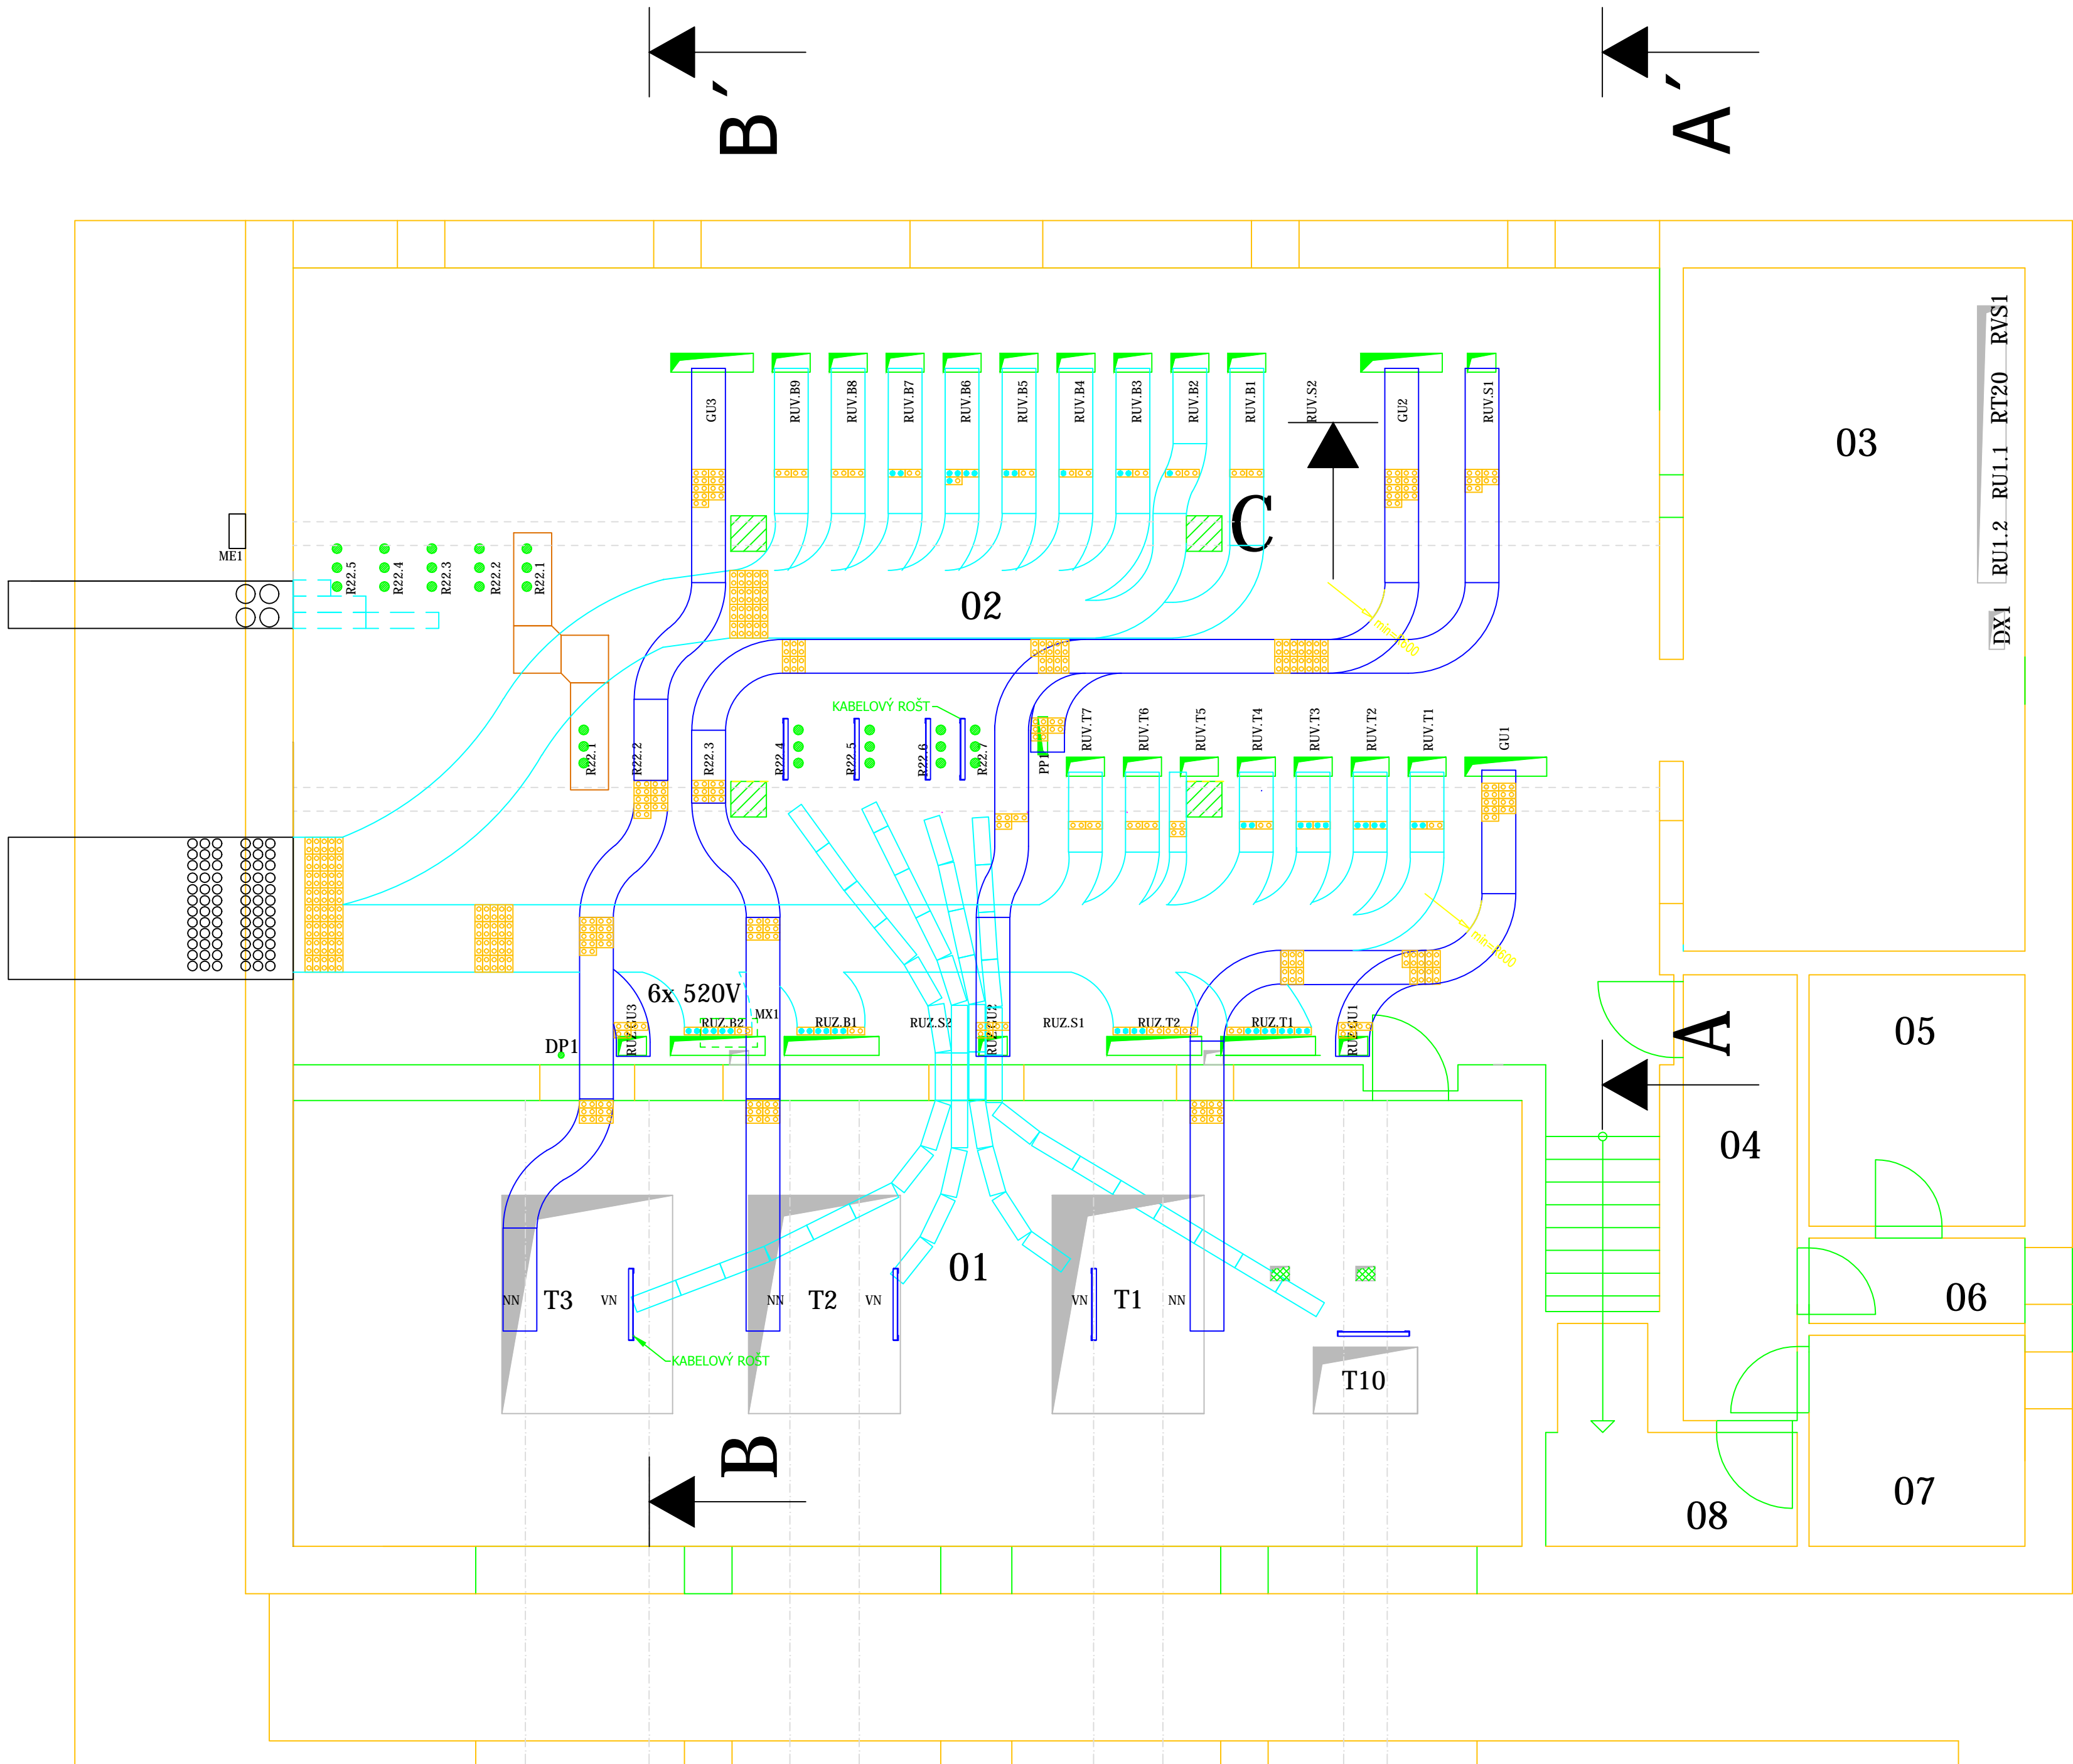 B´
A´
RVS1
RT20
RU1.1
RU1.2
DX1
03
GU3
RUV.B9
RUV.B8
RUV.B7
RUV.B6
RUV.B5
RUV.B4
RUV.B3
RUV.B2
RUV.B1
RUV.S2
GU2
RUV.S1
C
ME1
R22.5
R22.4
R22.3
R22.2
R22.1
02
KABELOVÝ ROŠT
R22.1
R22.2
R22.3
R22.4
R22.5
R22.6
R22.7
PP1
RUV.T7
RUV.T6
RUV.T5
RUV.T4
RUV.T3
RUV.T2
RUV.T1
GU1
6x 520V
DP1
RUZ.GU3
RUZ.B2
MX1
RUZ.B1
RUZ.S2
RUZ.GU2
RUZ.S1
RUZ.T2
RUZ.T1
RUZ.GU1
A
05
04
01
06
NN
T3
VN
NN
T2
VN
VN
T1
NN
KABELOVÝ ROŠT
T10
B
07
08